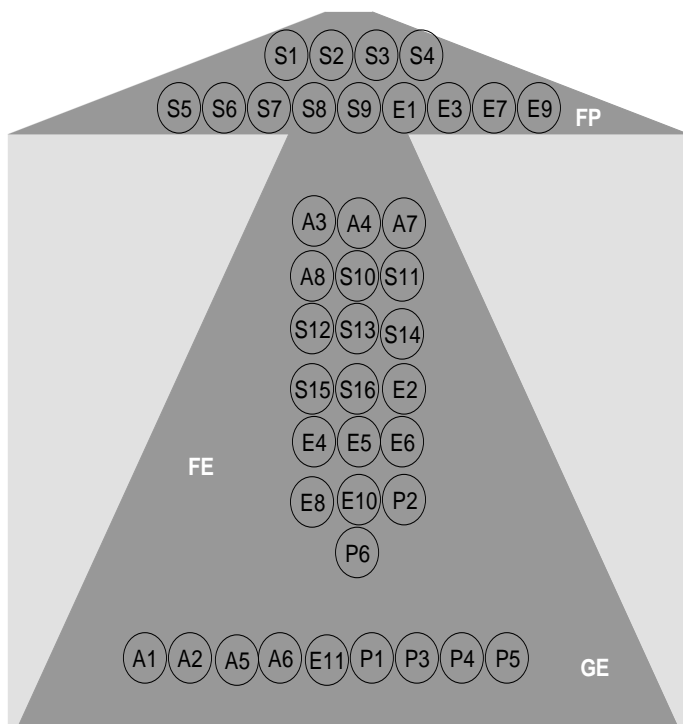 S1 S2 S3 S4
S5 S6 S7 S8 S9 E1 E3 E7 E9 FP
A3 A4 A7
A8 S10 S11
S12 S13 S14
S15 S16 E2
E4 E5 E6
FE
E8 E10 P2
P6
A1 A2 A5 A6 E11 P1 P3 P4 P5 GE